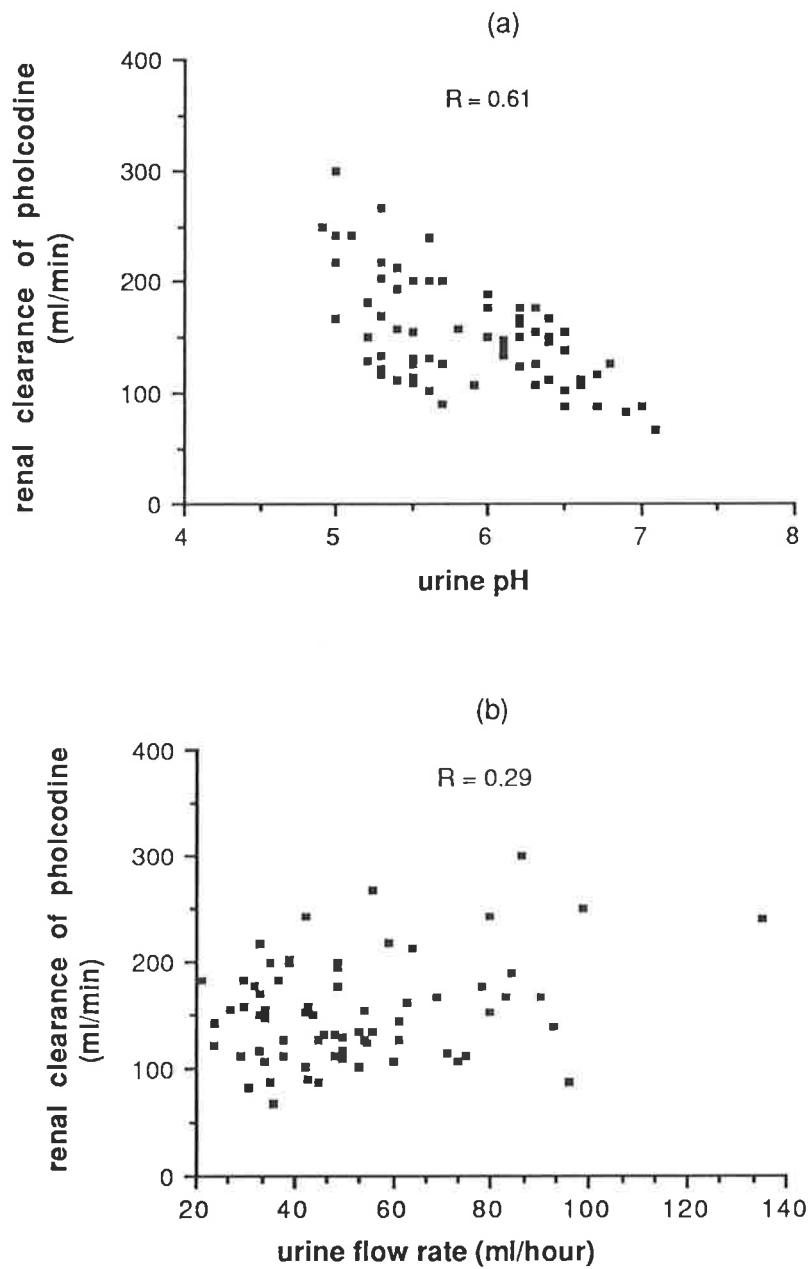 (a)
renal clearance of pholcodine
(ml/min)
400
300
200
100
0
R = 0.61
4
5
6
7
8
urine pH
(b)
renal clearance of pholcodine
(ml/min)
400
300
200
100
0
R = 0.29
20
40
60
80
100
120
140
urine flow rate (ml/hour)